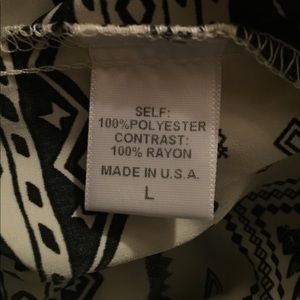 SELF:
100%POLYESTER
CONTRAST:
100% RAYON
MADE IN U.S.A.
L